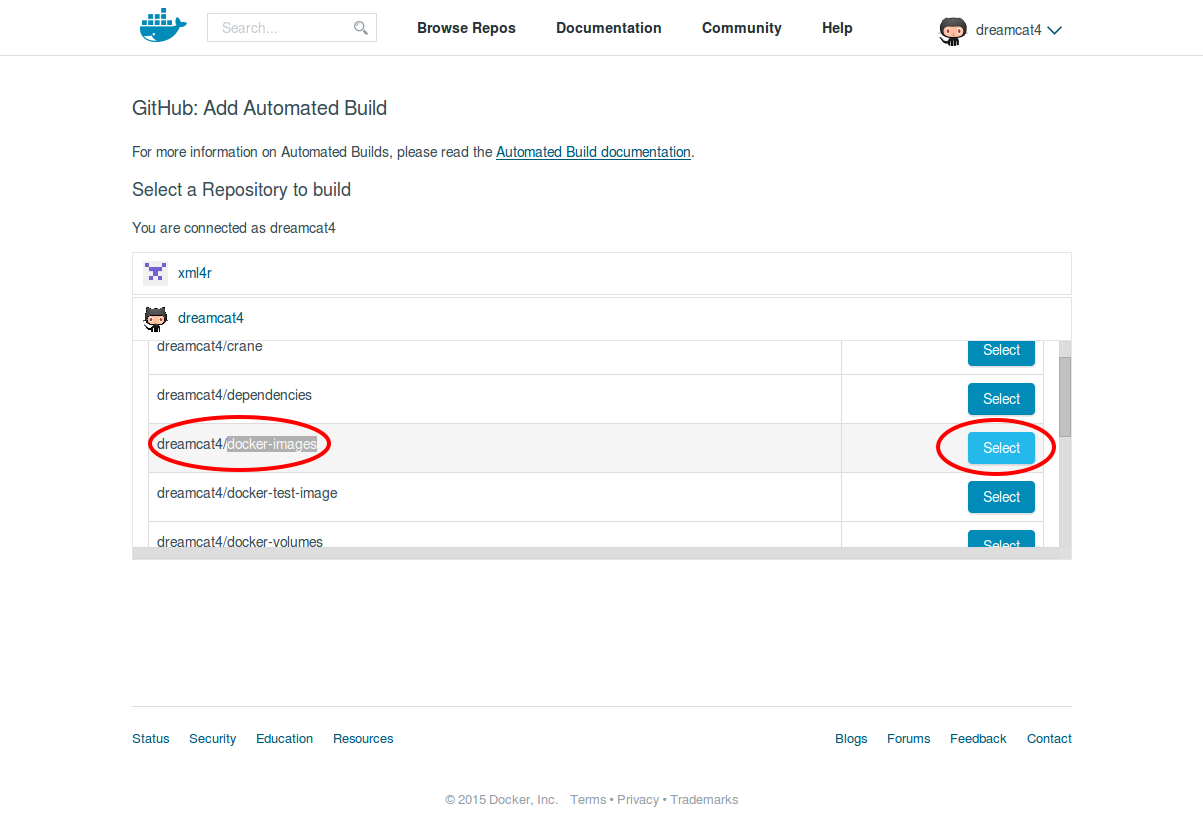 Search... Browse Repos Documentation Community Help dreamcat4
GitHub: Add Automated Build
For more information on Automated Builds, please read the Automated Build documentation.
Select a Repository to build
You are connected as dreamcat4
xml4r
dreamcat4
dreamcat4/crane Select
dreamcat4/dependencies Select
dreamcat4/docker-images Select
dreamcat4/docker-test-image Select
dreamcat4/docker-volumes Select
Status Security Education Resources Blogs Forums Feedback Contact
© 2015 Docker, Inc. Terms • Privacy • Trademarks